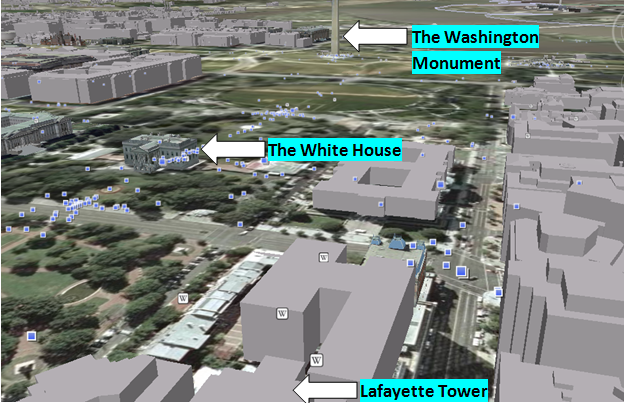 The Washington
Monument
The White House
W
W
W
W
Lafayette Tower